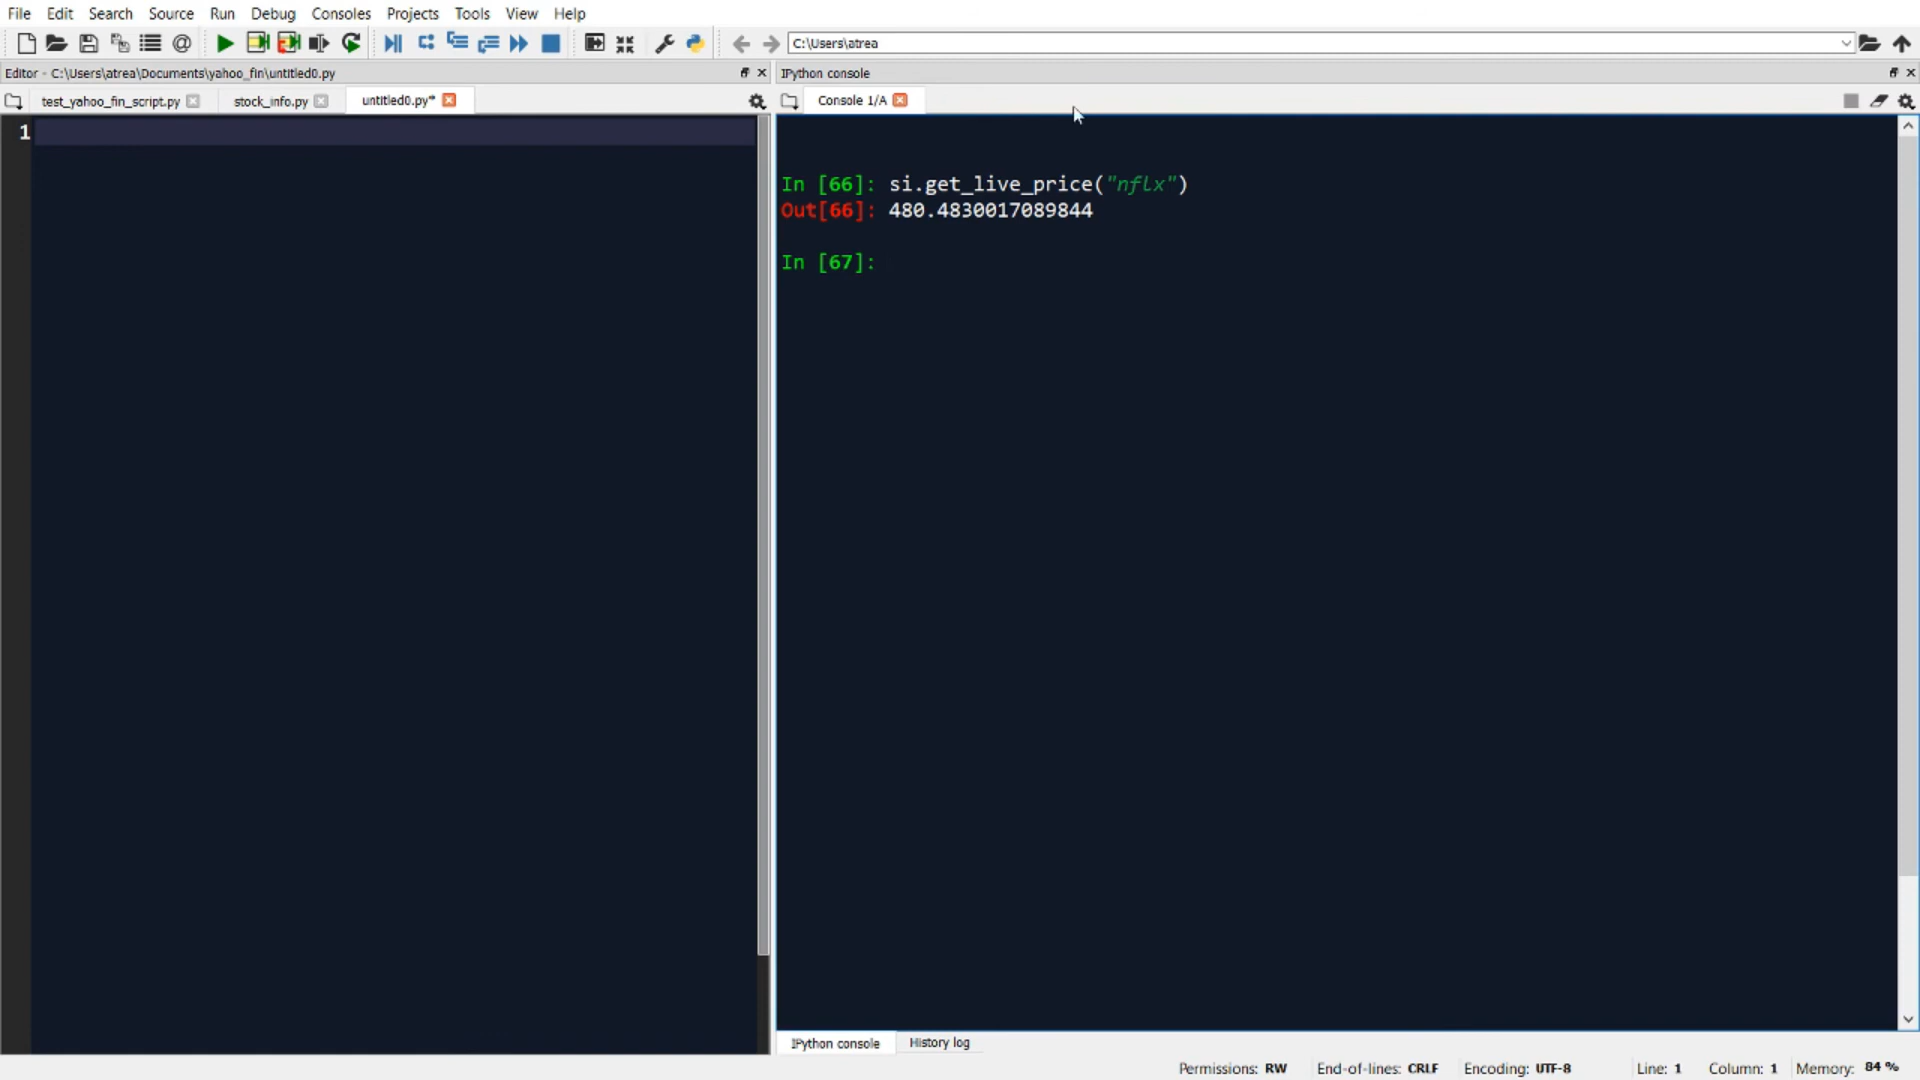 File Edit Search Source Run Debug Consoles Projects Tools View Help
C:\Users\atrea
Editor - C:\Users\atrea\Documents\yahoo_fin\untitled0.py
IPython console
test_yahoo_fin_script.py stock_info.py untitled0.py*
Console 1/A
1
In [66]: si.get_live_price("nflx")
Out[66]: 480.4830017089844
In [67]:
IPython console History log
Permissions: RW End-of-lines: CRLF Encoding: UTF-8 Line: 1 Column: 1 Memory: 84 %